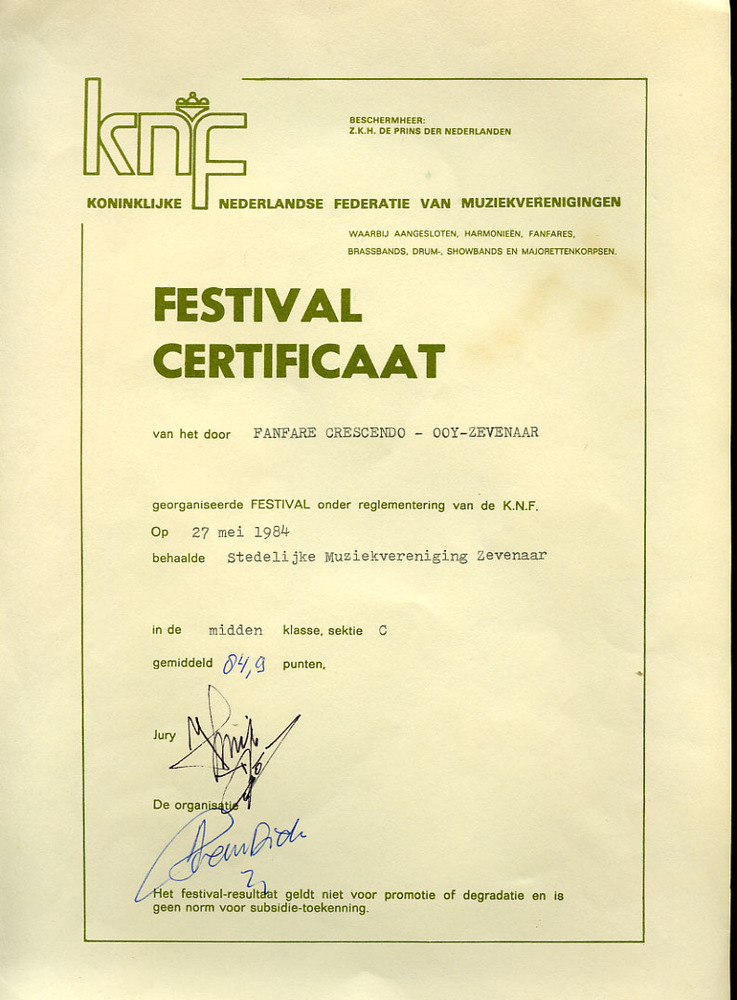 knf
BESCHERMHEER:
Z.K.H. DE PRINS DER NEDERLANDEN
KONINKLIJKE NEDERLANDSE FEDERATIE VAN MUZIEKVERENIGINGEN
WAARBIJ AANGESLOTEN, HARMONIEËN, FANFARES,
BRASSBANDS, DRUM-, SHOWBANDS EN MAJORETTENKORPSEN.
FESTIVAL
CERTIFICAAT
van het door FANFARE CRESCENDO - OOY-ZEVENAAR
georganiseerde FESTIVAL onder reglementering van de K.N.F.
Op 27 mei 1984
behaalde Stedelijke Muziekvereniging Zevenaar
in de midden klasse, sektie C
gemiddeld 84,9 punten,
Jury
De organisatie
Het festival-resultaat geldt niet voor promotie of degradatie en is
geen norm voor subsidie-toekenning.